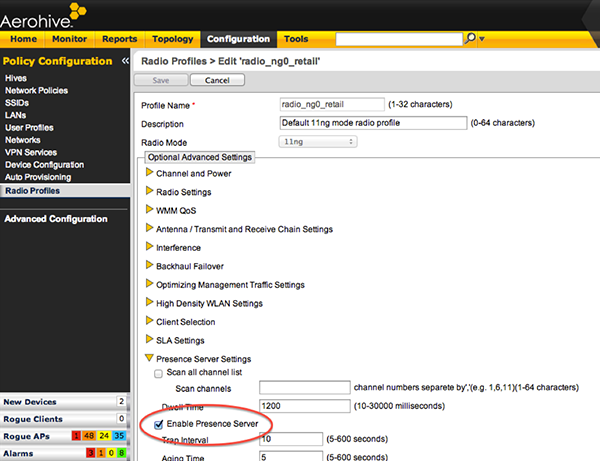 Aerohive
Home Monitor Reports Topology Configuration Tools
Policy Configuration «
Hives
Network Policies
SSIDs
LANs
User Profiles
Networks
VPN Services
Device Configuration
Auto Provisioning
Radio Profiles
Advanced Configuration
New Devices 2
Rogue Clients 0
Rogue APs 1 48 24 35
Alarms 3 1 0 8
Radio Profiles > Edit 'radio_ng0_retail'
Save Cancel
Profile Name * radio_ng0_retail (1-32 characters)
Description Default 11ng mode radio profile (0-64 characters)
Radio Mode 11ng
Optional Advanced Settings
Channel and Power
Radio Settings
WMM QoS
Antenna / Transmit and Receive Chain Settings
Interference
Backhaul Failover
Optimizing Management Traffic Settings
High Density WLAN Settings
Client Selection
SLA Settings
Presence Server Settings
Scan all channel list
Scan channels channel numbers separete by','(e.g. 1,6,11)(1-64 characters)
Dwell Time 1200 (10-30000 milliseconds)
Enable Presence Server
Trap Interval 10 (5-600 seconds)
Aging Time 5 (5-600 seconds)